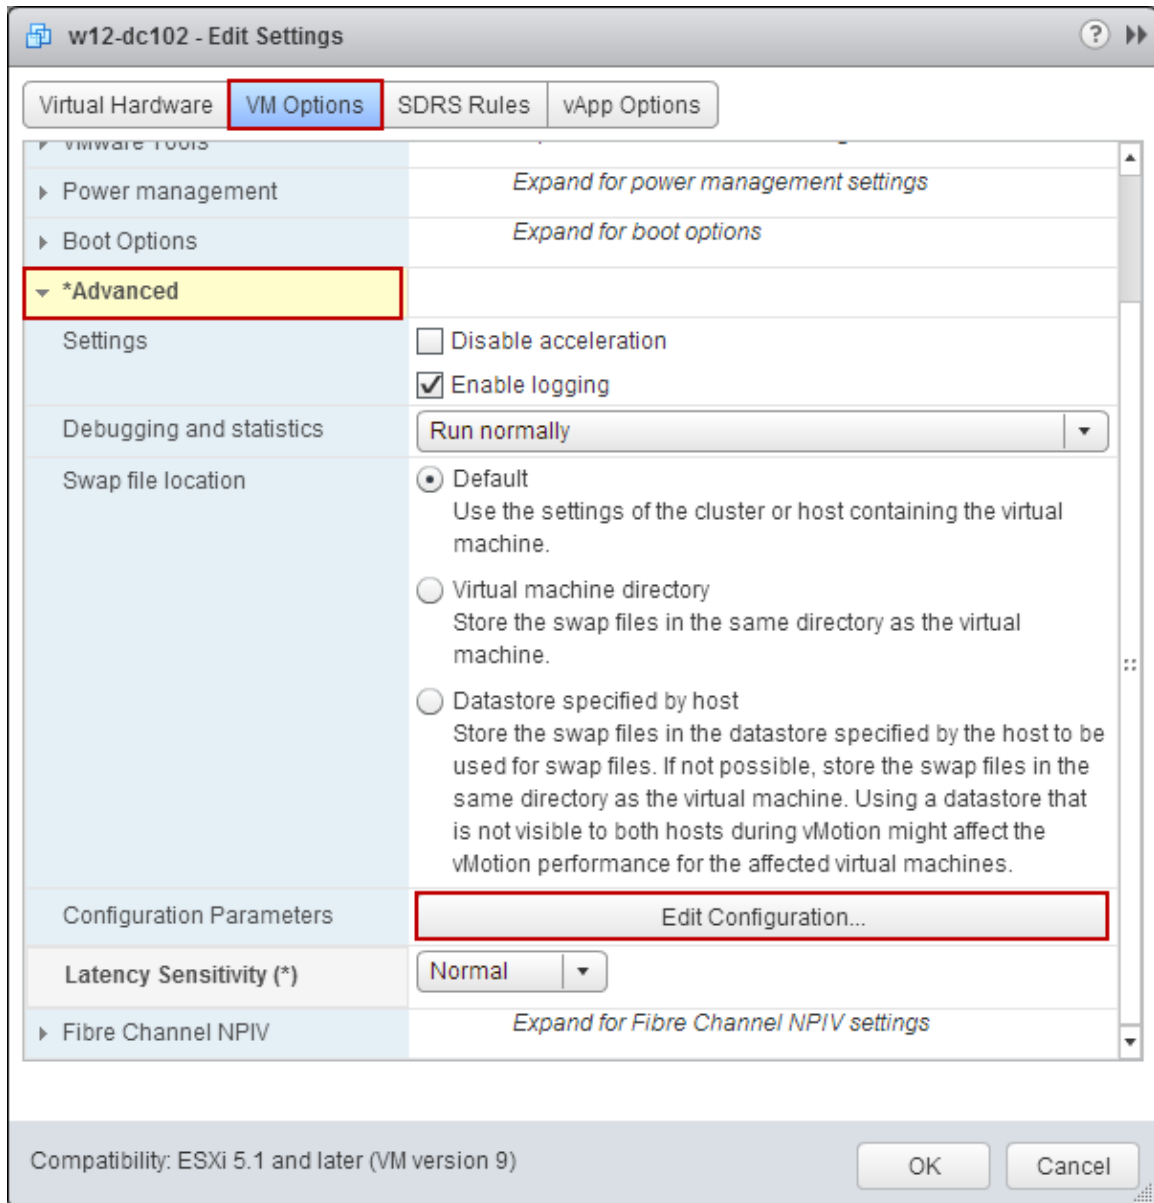 w12-dc102 - Edit Settings
?
Virtual Hardware VM Options SDRS Rules vApp Options
VMware Tools
Power management Expand for power management settings
Boot Options Expand for boot options
*Advanced
Settings Disable acceleration
Enable logging
Debugging and statistics Run normally
Swap file location Default
Use the settings of the cluster or host containing the virtual
machine.
Virtual machine directory
Store the swap files in the same directory as the virtual
machine.
Datastore specified by host
Store the swap files in the datastore specified by the host to be
used for swap files. If not possible, store the swap files in the
same directory as the virtual machine. Using a datastore that
is not visible to both hosts during vMotion might affect the
vMotion performance for the affected virtual machines.
Configuration Parameters Edit Configuration...
Latency Sensitivity (*) Normal
Fibre Channel NPIV Expand for Fibre Channel NPIV settings
Compatibility: ESXi 5.1 and later (VM version 9) OK Cancel